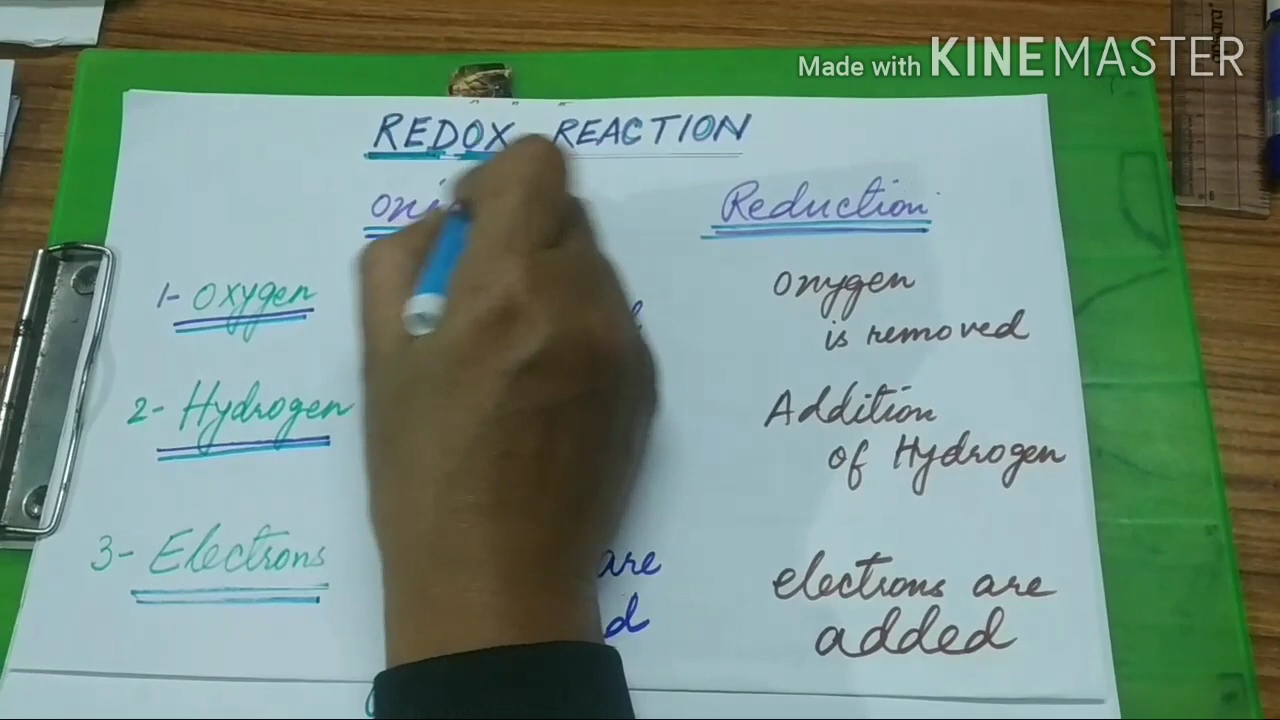 Made with KINEMASTER
REDOX REACTION
Reduction
1- Oxygen
Oxygen
is removed
2- Hydrogen
Addition
of Hydrogen
3- Electrons
are
electrons are
added